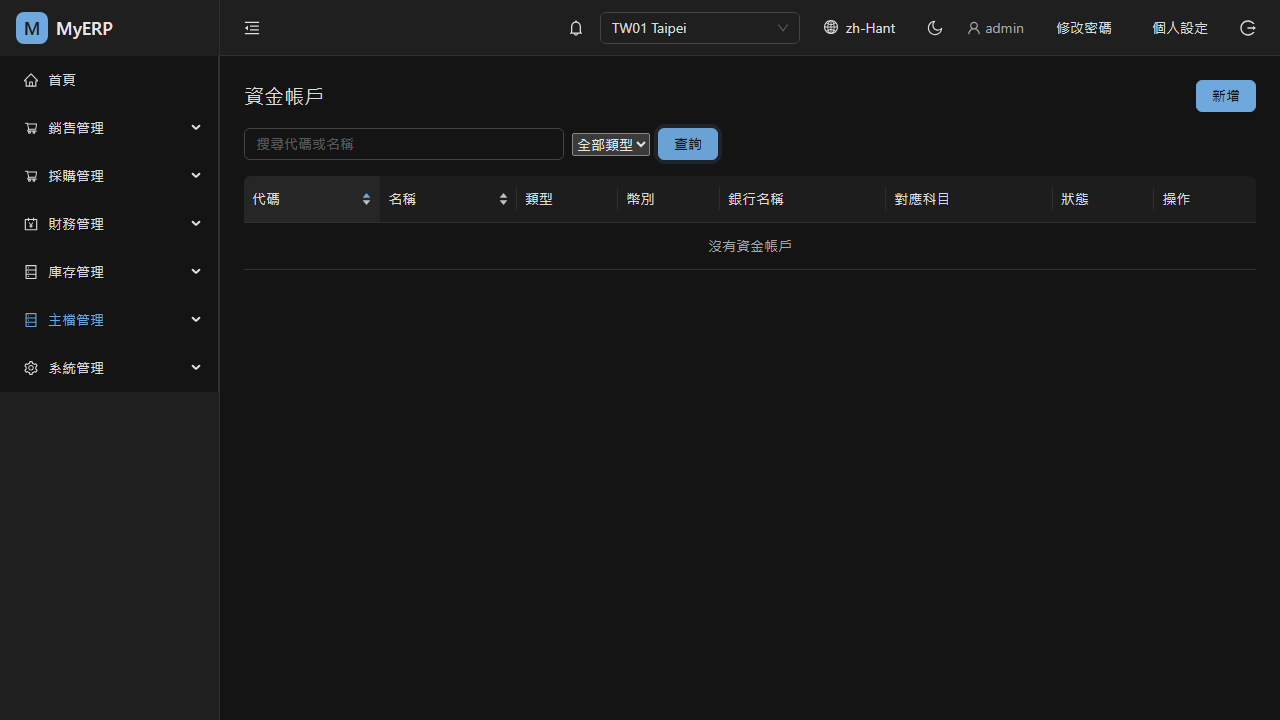 M MyERP
TW01 Taipei
zh-Hant
admin
修改密碼
個人設定
首頁
銷售管理
採購管理
財務管理
庫存管理
主檔管理
系統管理
資金帳戶
新增
搜尋代碼或名稱
全部類型
查詢
代碼 名稱 類型 幣別 銀行名稱 對應科目 狀態 操作
沒有資金帳戶